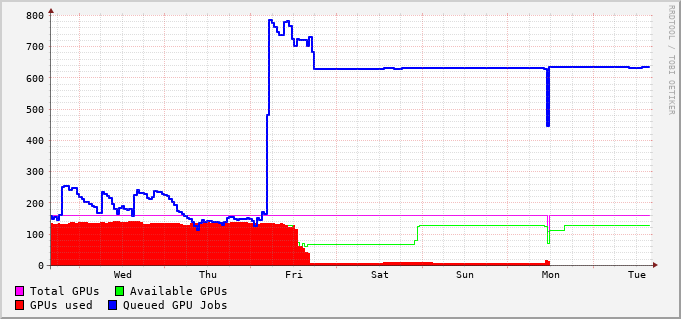 800
700
600
500
400
300
200
100
0
Wed Thu Fri Sat Sun Mon Tue
Total GPUs Available GPUs
GPUs used Queued GPU Jobs
RRDTOOL / TOBI OETIKER